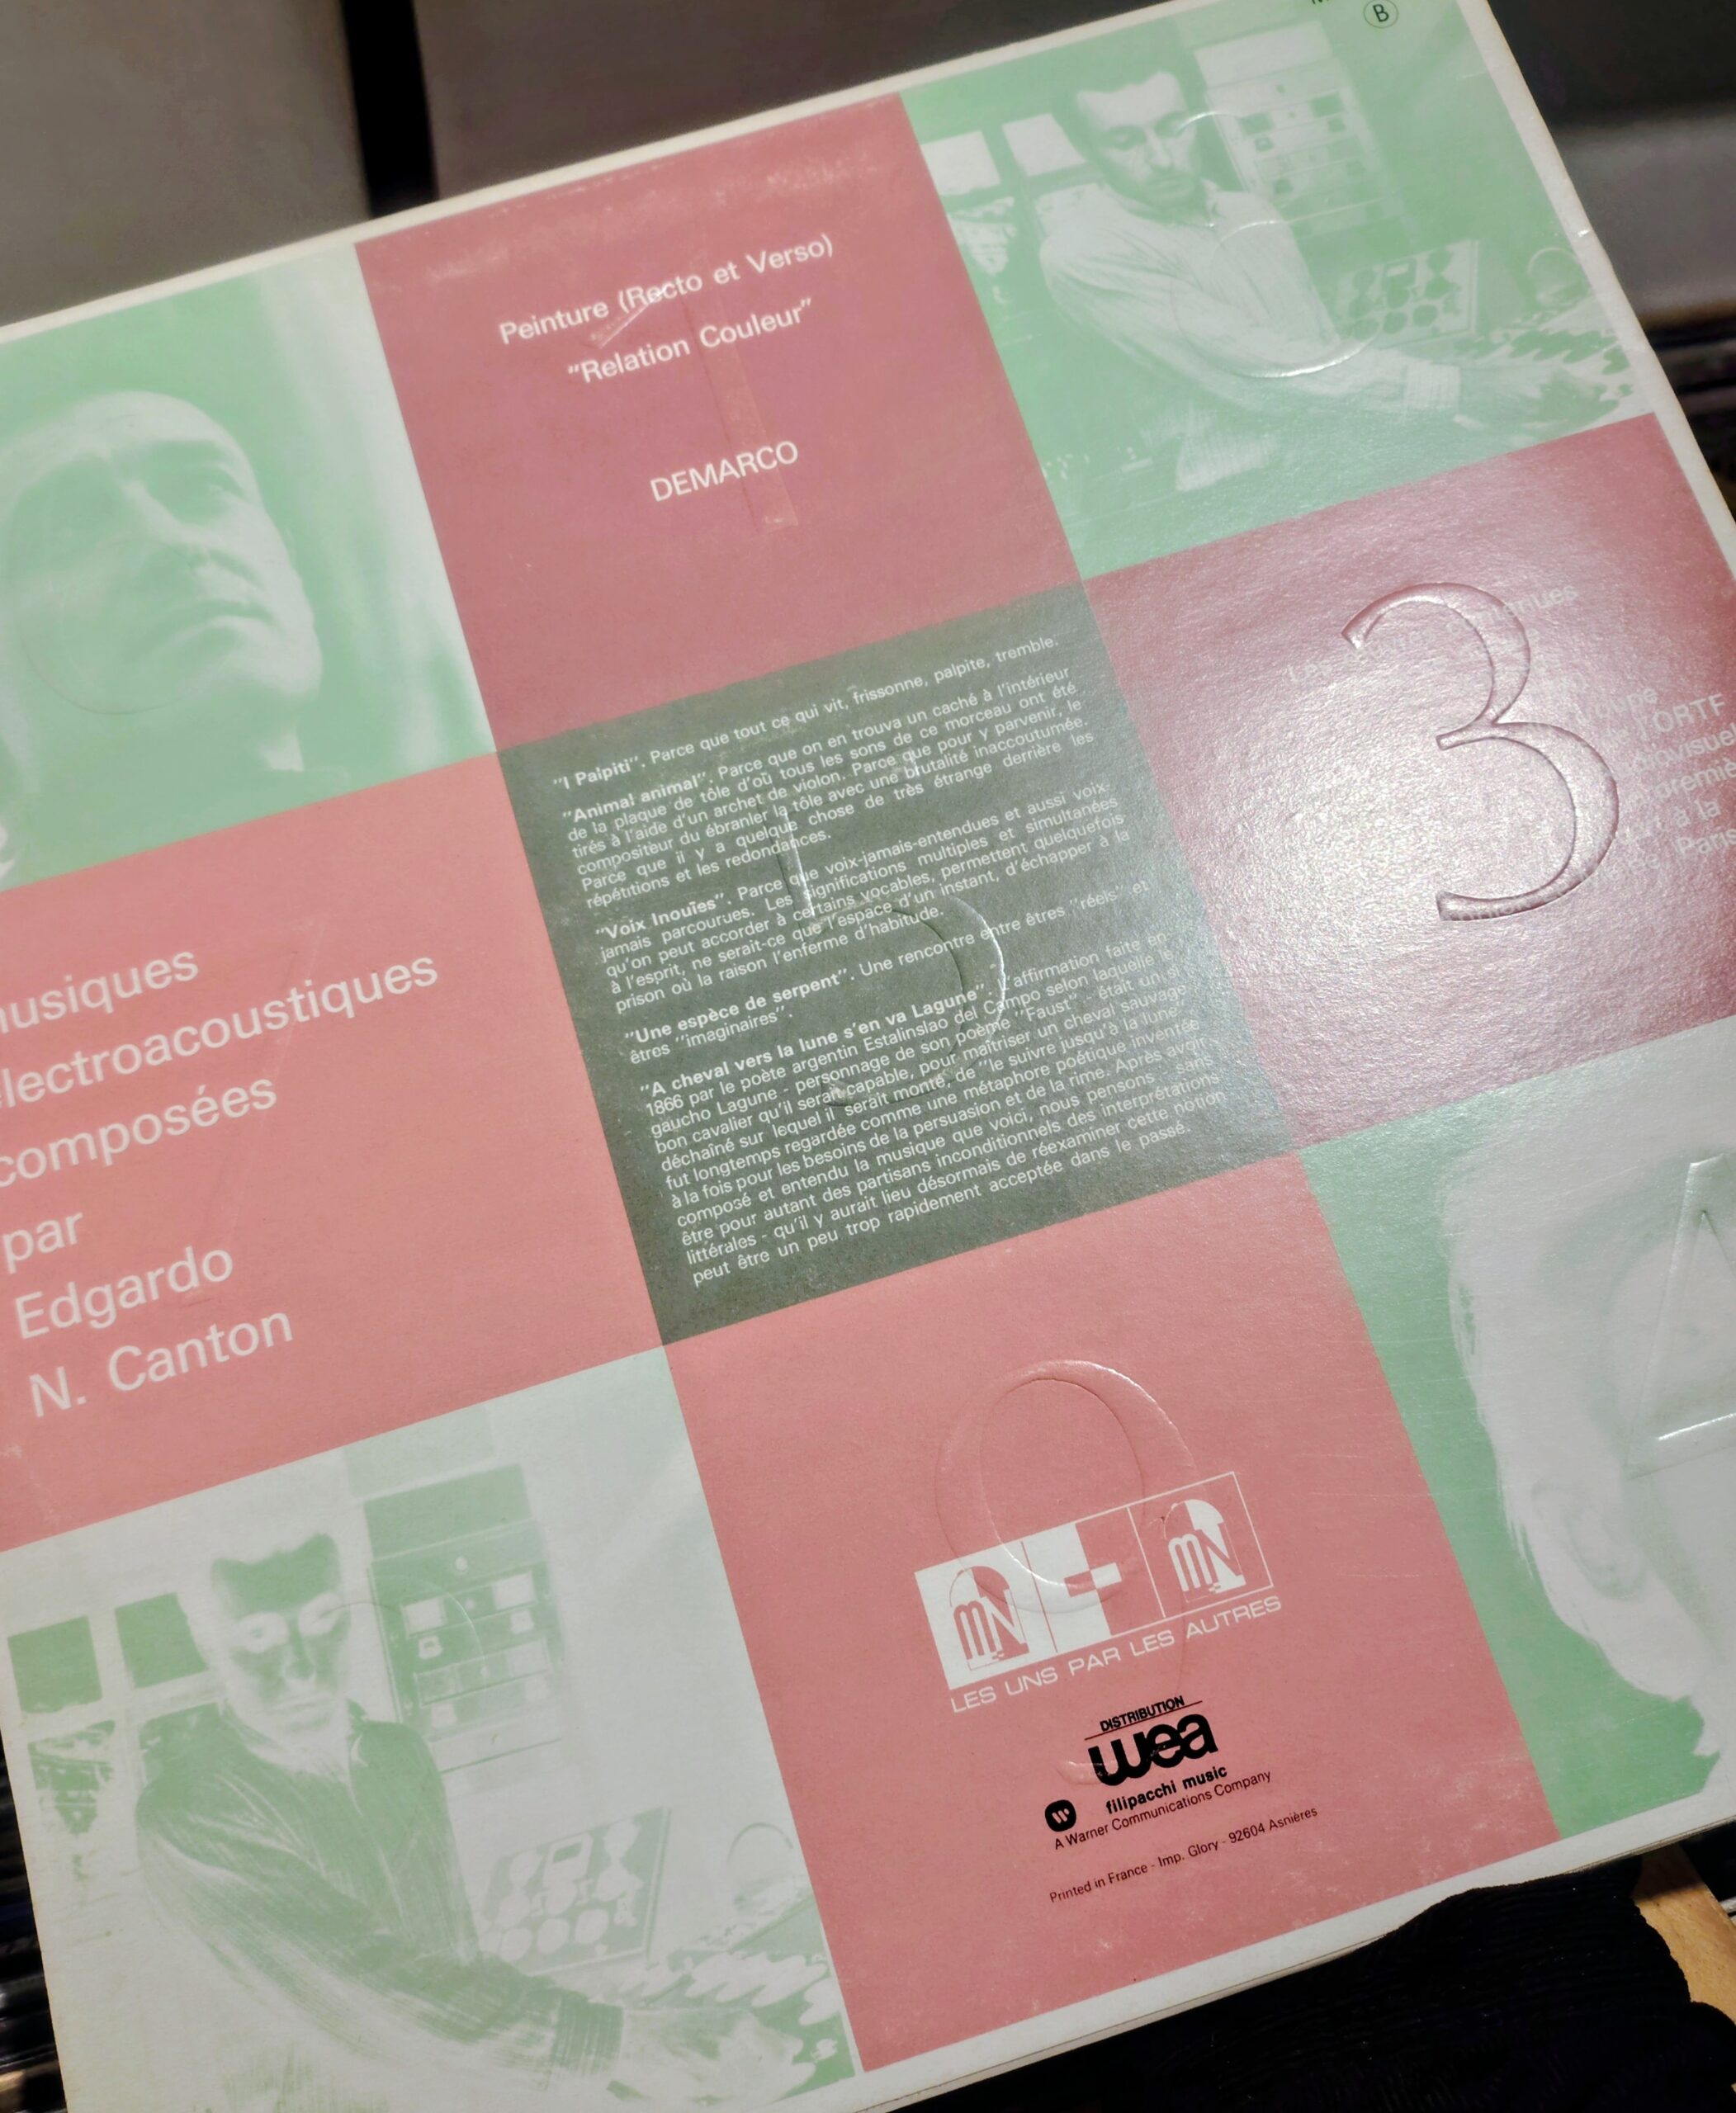 B
Peinture (Recto et Verso)
"Relation Couleur"
DEMARCO
1
"I Palpiti". Parce que tout ce qui vit, frissonne, palpite, tremble.
"Animal animal". Parce que on en trouva un caché à l'intérieur
de la plaque de tôle d'où tous les sons de ce morceau ont été
tirés à l'aide d'un archet de violon. Parce que pour y parvenir, le
compositeur du ébranler la tôle avec une brutalité inaccoutumée.
Parce que il y a quelque chose de très étrange derrière les
répétitions et les redondances.
"Voix Inouïes". Parce que voix-jamais-entendues et aussi voix-
jamais parcourues. Les significations multiples et simultanées
qu'on peut accorder à certains vocables, permettent quelquefois
à l'esprit, ne serait-ce que l'espace d'un instant, d'échapper à la
prison où la raison l'enferme d'habitude.
"Une espèce de serpent". Une rencontre entre êtres "réels" et
êtres "imaginaires".
"A cheval vers la lune s'en va Lagune". L'affirmation faite en
1866 par le poète argentin Estalinslao del Campo selon laquelle le
gaucho Lagune - personnage de son poème "Faust" - était un si
bon cavalier qu'il serait capable, pour maîtriser un cheval sauvage
déchaîné sur lequel il serait monté, de "le suivre jusqu'à la lune"
fut longtemps regardée comme une métaphore poétique inventée
à la fois pour les besoins de la persuasion et de la rime. Après avoir
composé et entendu la musique que voici, nous pensons - sans
être pour autant des partisans inconditionnels des interprétations
littérales - qu'il y aurait lieu désormais de réexaminer cette notion
peut être un peu trop rapidement acceptée dans le passé.
5
3
l'ORTF
à la
musiques
électroacoustiques
composées
par
Edgardo
N. Canton
7
4
9
LES UNS PAR LES AUTRES
DISTRIBUTION
wea
filipacchi music
A Warner Communications Company
Printed in France - Imp. Glory - 92604 Asnières